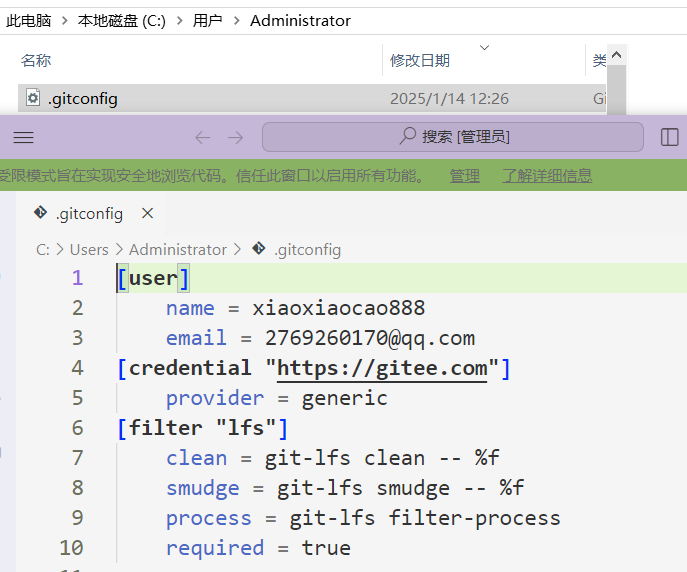 此电脑 > 本地磁盘 (C:) > 用户 > Administrator
名称 修改日期 类
.gitconfig 2025/1/14 12:26 Gi
搜索 [管理员]
受限模式旨在实现安全地浏览代码。信任此窗口以启用所有功能。 管理 了解详细信息
.gitconfig
C: > Users > Administrator > .gitconfig
1 [user]
2 name = xiaoxiaocao888
3 email = 2769260170@qq.com
4 [credential "https://gitee.com"]
5 provider = generic
6 [filter "lfs"]
7 clean = git-lfs clean -- %f
8 smudge = git-lfs smudge -- %f
9 process = git-lfs filter-process
10 required = true